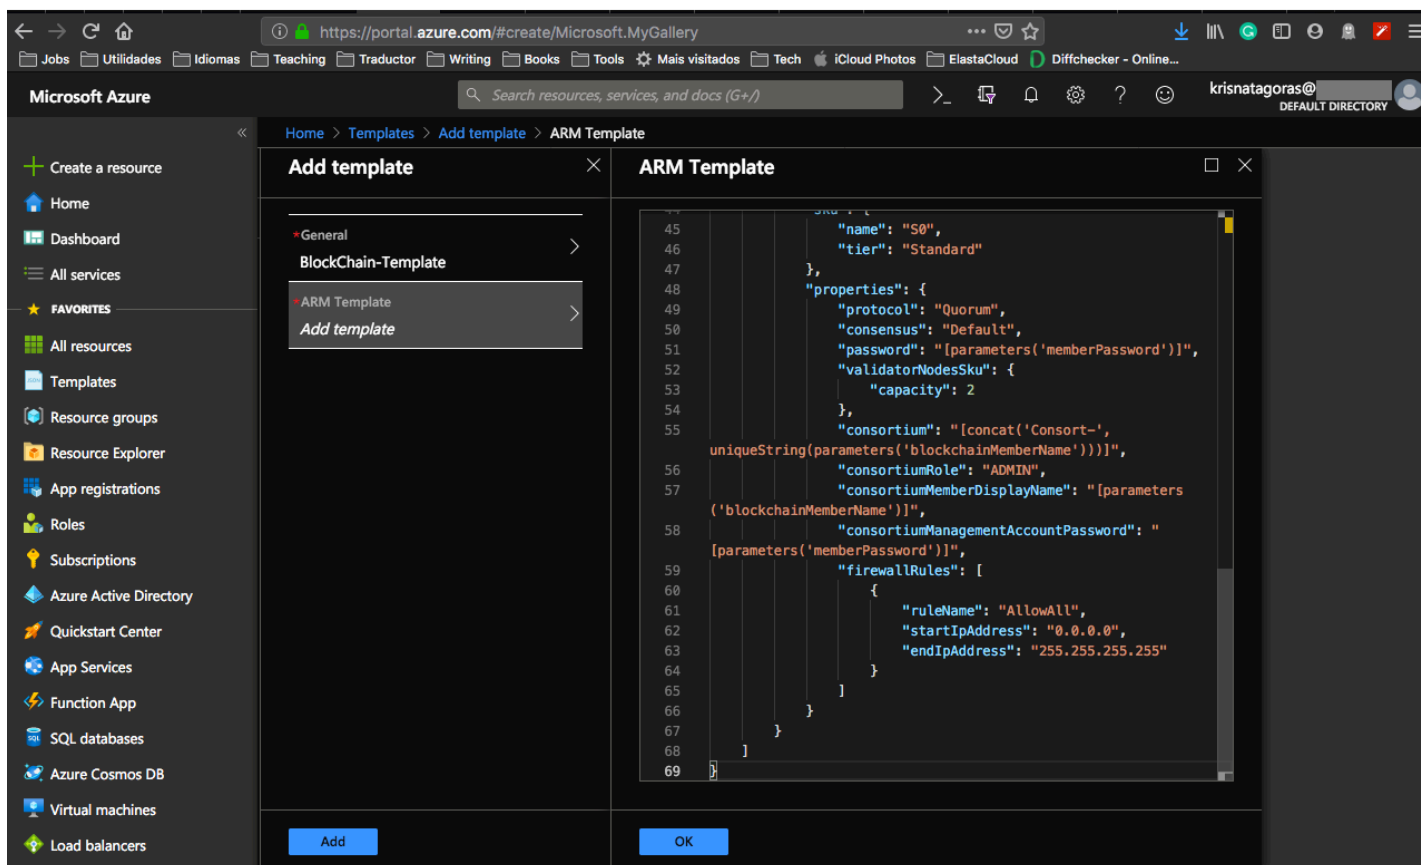 https://portal.azure.com/#create/Microsoft.MyGallery
Jobs Utilidades Idiomas Teaching Traductor Writing Books Tools Mais visitados Tech iCloud Photos ElastaCloud Diffchecker - Online...
Microsoft Azure
Search resources, services, and docs (G+/)
krisnatagoras@
DEFAULT DIRECTORY
Home > Templates > Add template > ARM Template
Create a resource
Home
Dashboard
All services
FAVORITES
All resources
Templates
Resource groups
Resource Explorer
App registrations
Roles
Subscriptions
Azure Active Directory
Quickstart Center
App Services
Function App
SQL databases
Azure Cosmos DB
Virtual machines
Load balancers
Add template
*General
BlockChain-Template
*ARM Template
Add template
Add
ARM Template
45 "name": "S0",
46 "tier": "Standard"
47 },
48 "properties": {
49 "protocol": "Quorum",
50 "consensus": "Default",
51 "password": "[parameters('memberPassword')]",
52 "validatorNodesSku": {
53 "capacity": 2
54 },
55 "consortium": "[concat('Consort-',
uniqueString(parameters('blockchainMemberName')))]",
56 "consortiumRole": "ADMIN",
57 "consortiumMemberDisplayName": "[parameters
('blockchainMemberName')]",
58 "consortiumManagementAccountPassword": "
[parameters('memberPassword')]",
59 "firewallRules": [
60 {
61 "ruleName": "AllowAll",
62 "startIpAddress": "0.0.0.0",
63 "endIpAddress": "255.255.255.255"
64 }
65 ]
66 }
67 }
68 ]
69 }
OK